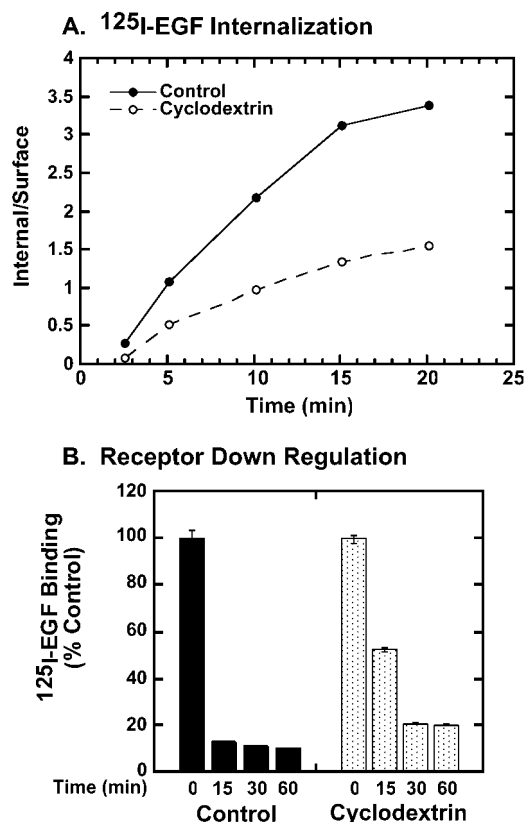 A. 125I-EGF Internalization
Control
Cyclodextrin
4
3.5
3
2.5
2
1.5
1
0.5
0
Internal/Surface
0 5 10 15 20 25
Time (min)
B. Receptor Down Regulation
120
100
80
60
40
20
0
125I-EGF Binding
(% Control)
Time (min) 0 15 30 60 0 15 30 60
Control Cyclodextrin